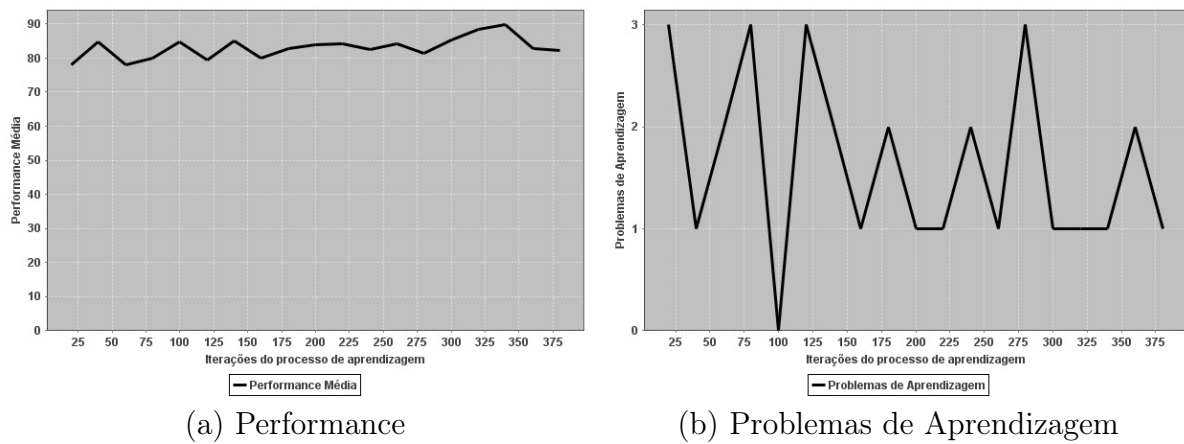 90
80
70
60
50
40
30
20
10
0
Performance Média
25 50 75 100 125 150 175 200 225 250 275 300 325 350 375
Iterações do processo de aprendizagem
Performance Média
(a) Performance
3
2
1
0
Problemas de Aprendizagem
25 50 75 100 125 150 175 200 225 250 275 300 325 350 375
Iterações do processo de aprendizagem
Problemas de Aprendizagem
(b) Problemas de Aprendizagem